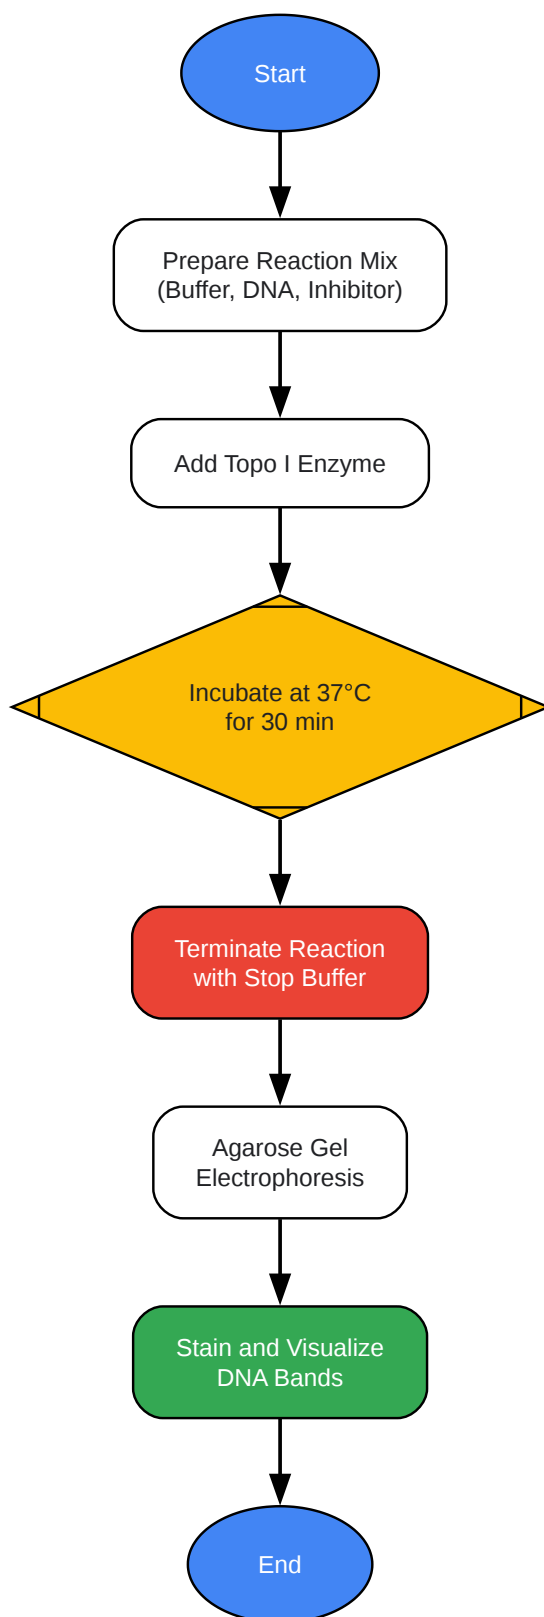 Start
Prepare Reaction Mix
(Buffer, DNA, Inhibitor)
Add Topo I Enzyme
Incubate at 37°C
for 30 min
Terminate Reaction
with Stop Buffer
Agarose Gel
Electrophoresis
Stain and Visualize
DNA Bands
End